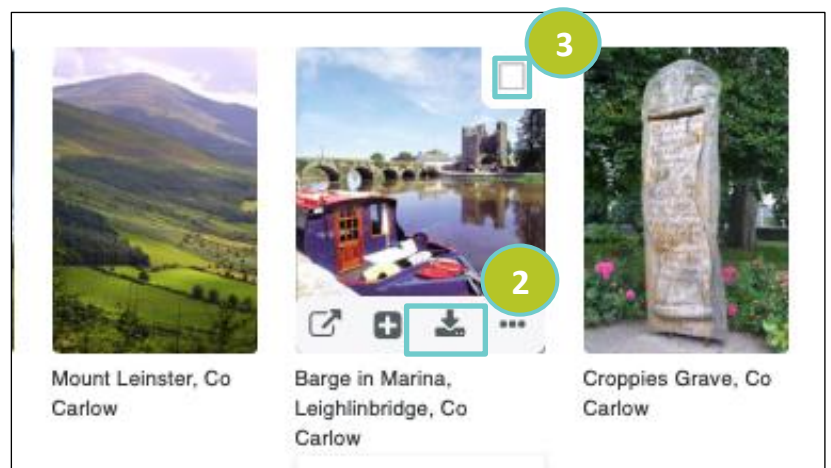 3
2
Mount Leinster, Co
Carlow
Barge in Marina,
Leighlinbridge, Co
Carlow
Croppies Grave, Co
Carlow